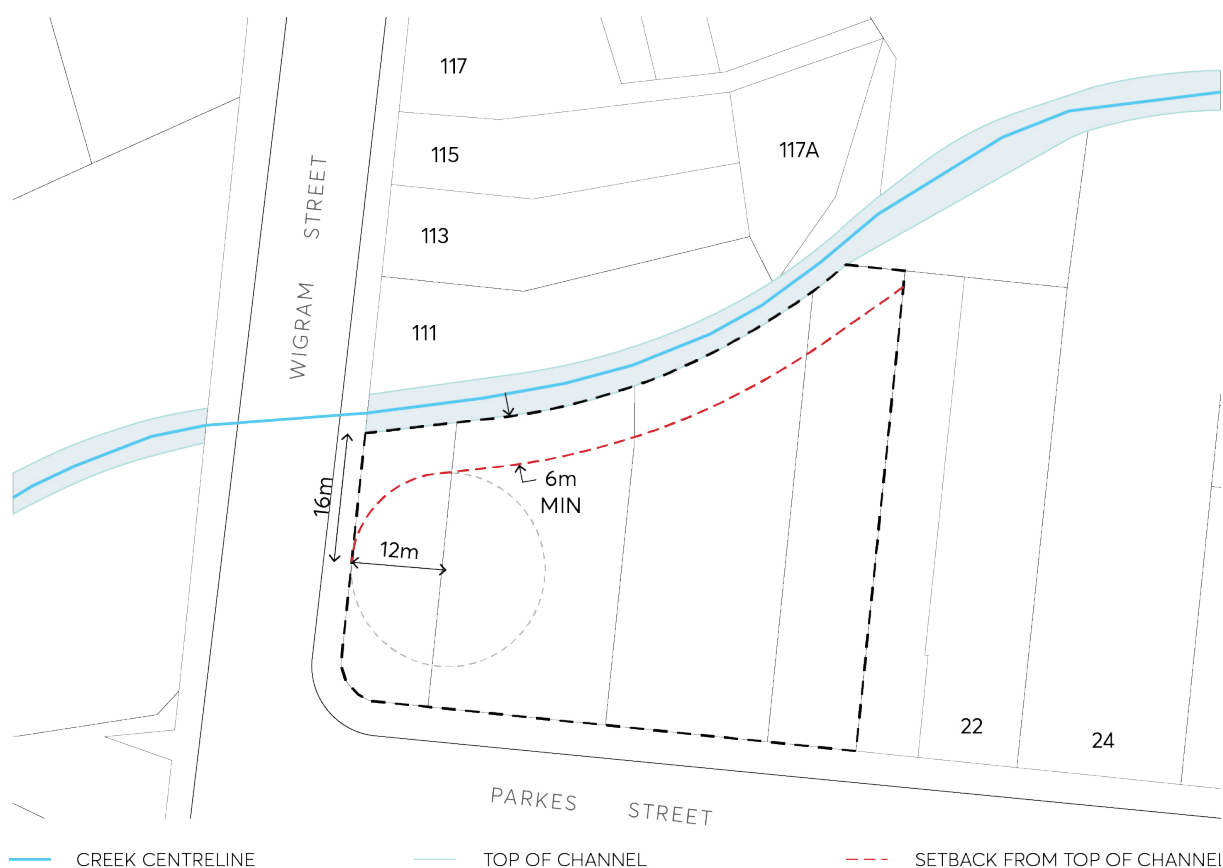 117
115
117A
113
WIGRAM STREET
111
16m
6m
MIN
12m
22
24
PARKES STREET
CREEK CENTRELINE
TOP OF CHANNEL
SETBACK FROM TOP OF CHANNEL